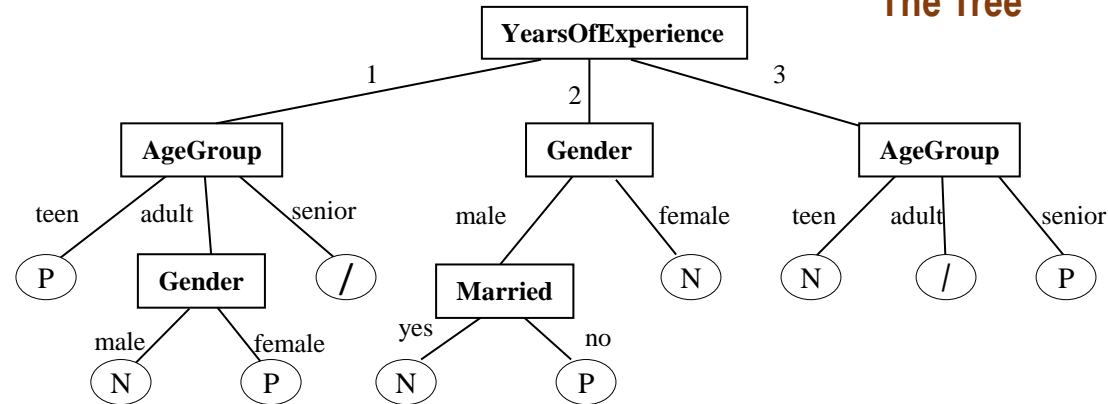 The Tree
YearsOfExperience
1
2
3
AgeGroup
Gender
AgeGroup
teen
adult
senior
male
female
teen
adult
senior
P
Gender
/
Married
N
N
/
P
male
female
yes
no
N
P
N
P